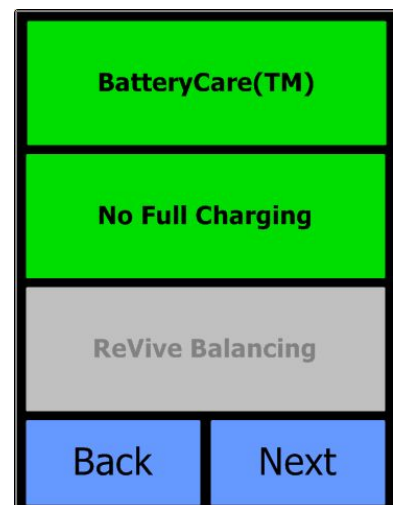 BatteryCare(TM)
No Full Charging
ReVive Balancing
Back Next